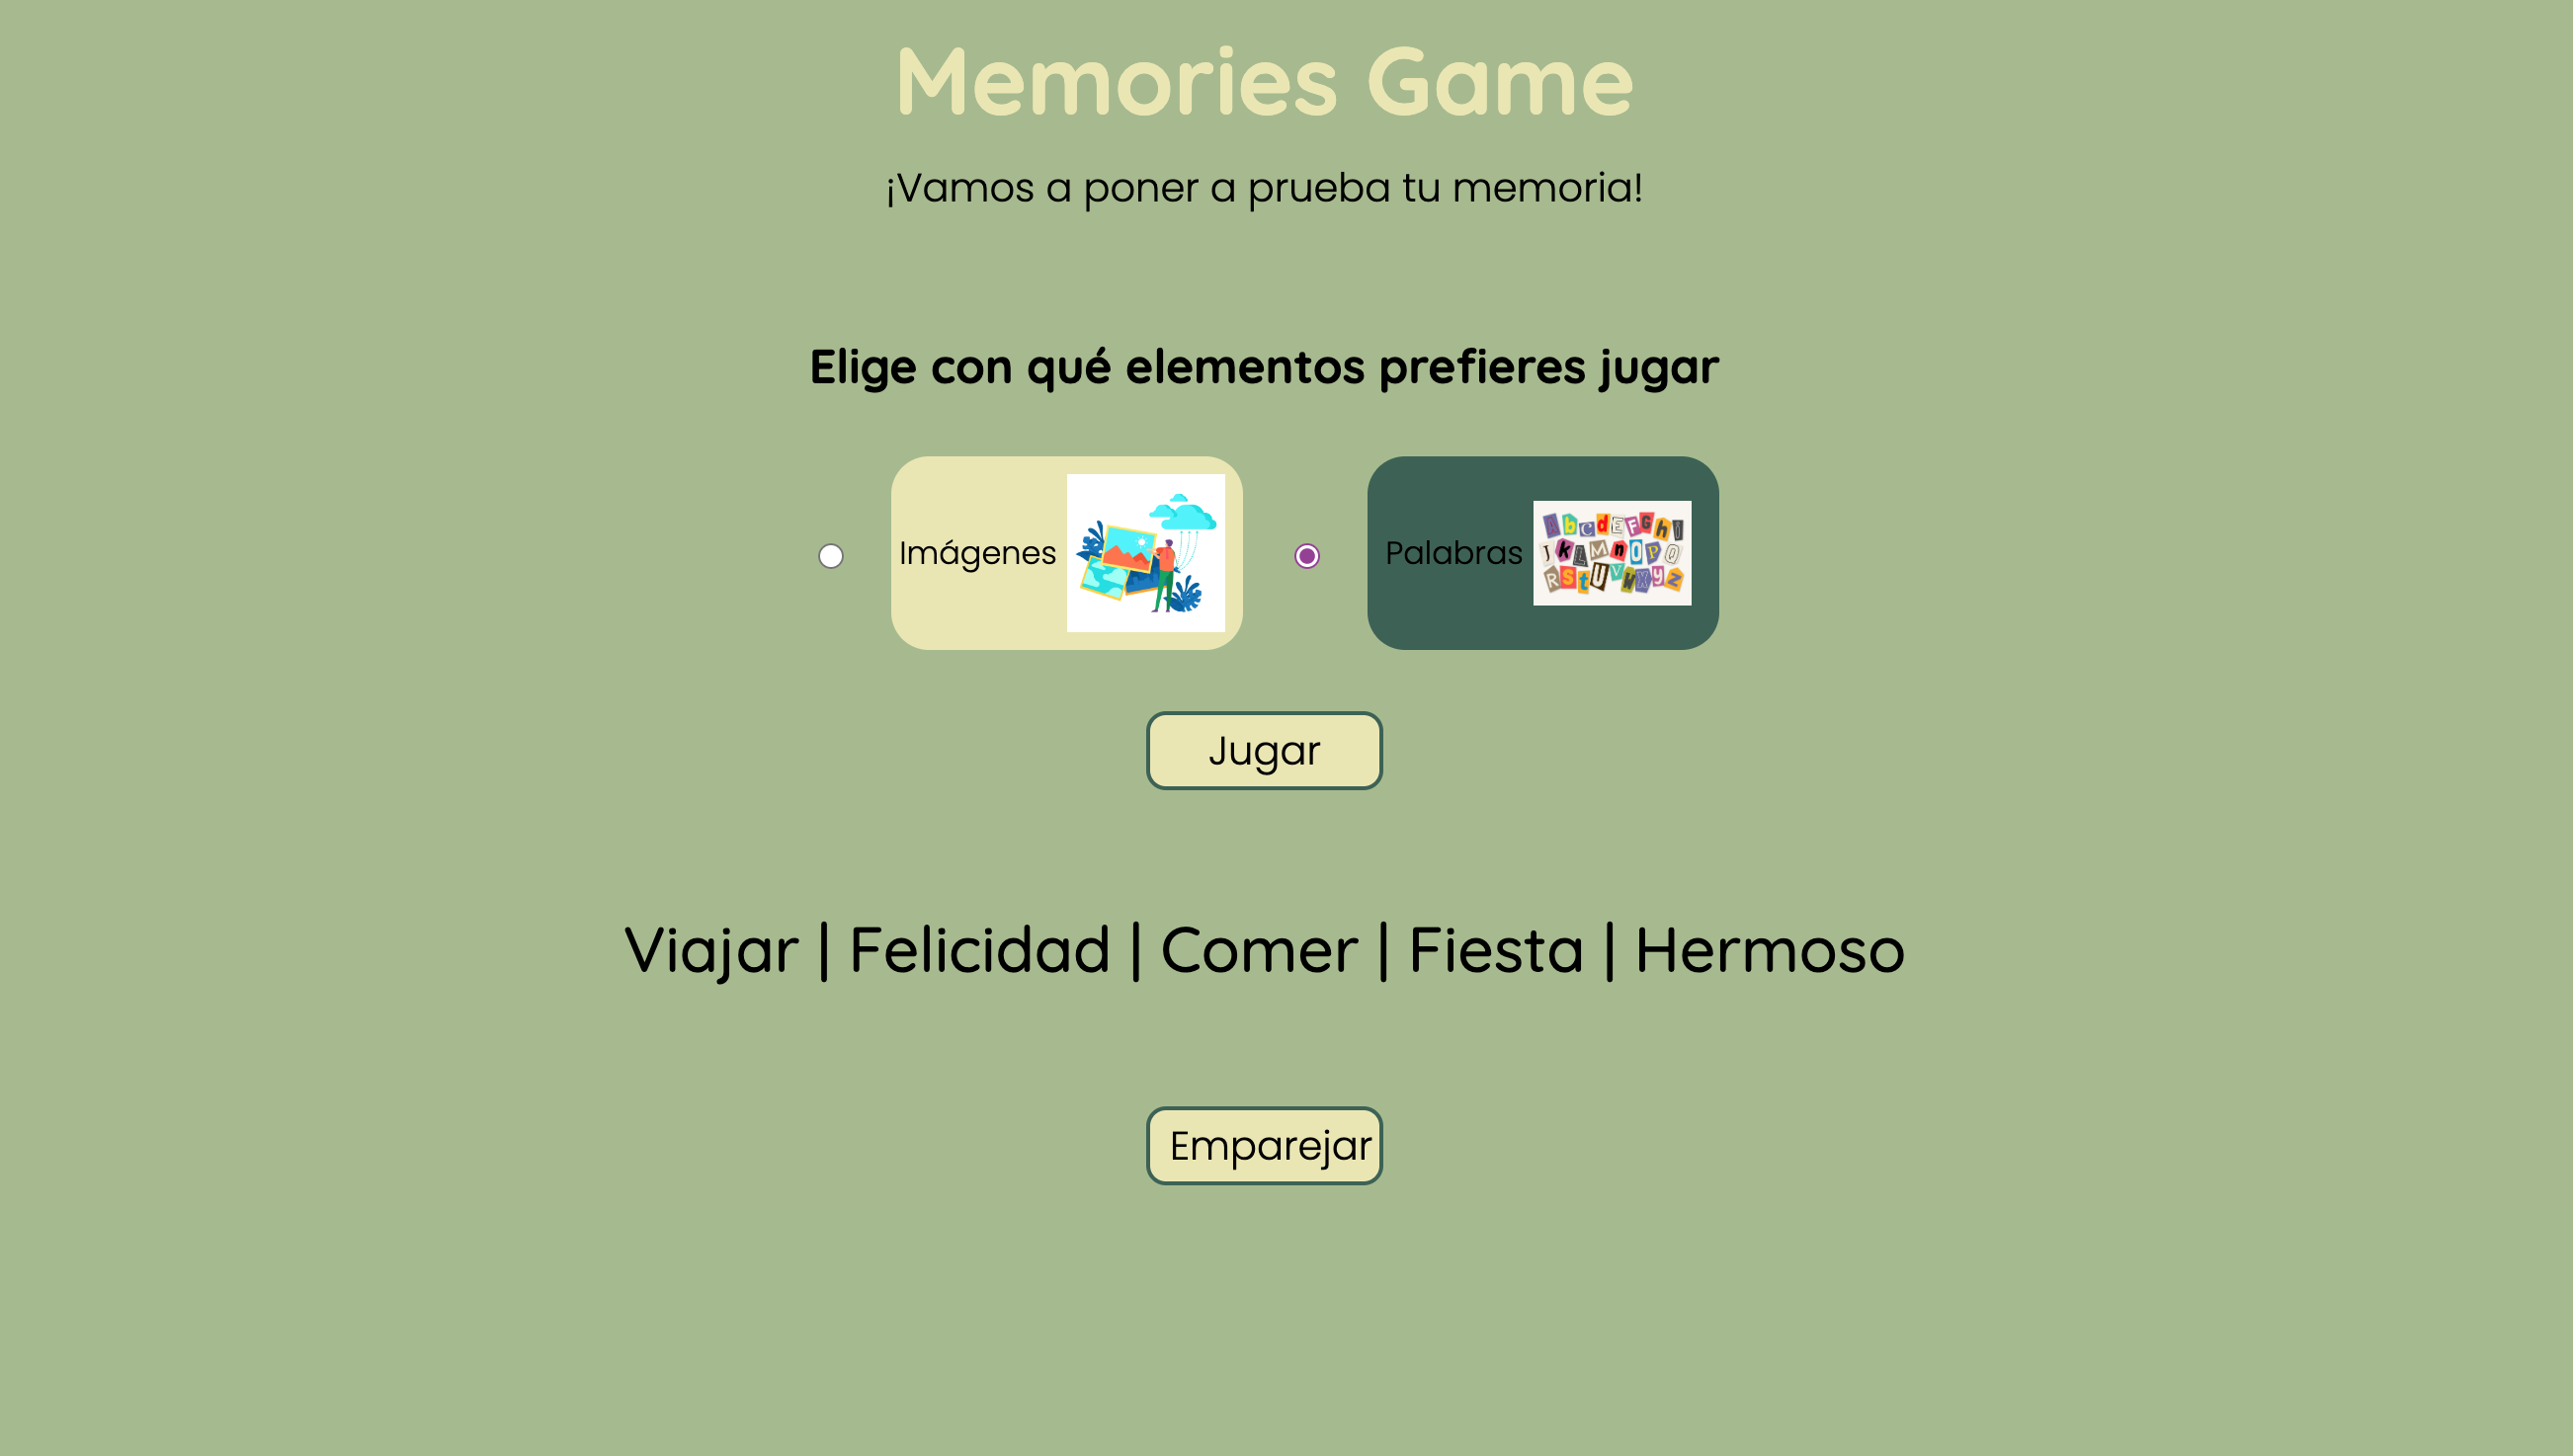 Memories Game
¡Vamos a poner a prueba tu memoria!
Elige con qué elementos prefieres jugar
Imágenes
Palabras
A b C d E F G h I
J K L M n O P Q
R S t U V W X y Z
Jugar
Viajar | Felicidad | Comer | Fiesta | Hermoso
Emparejar